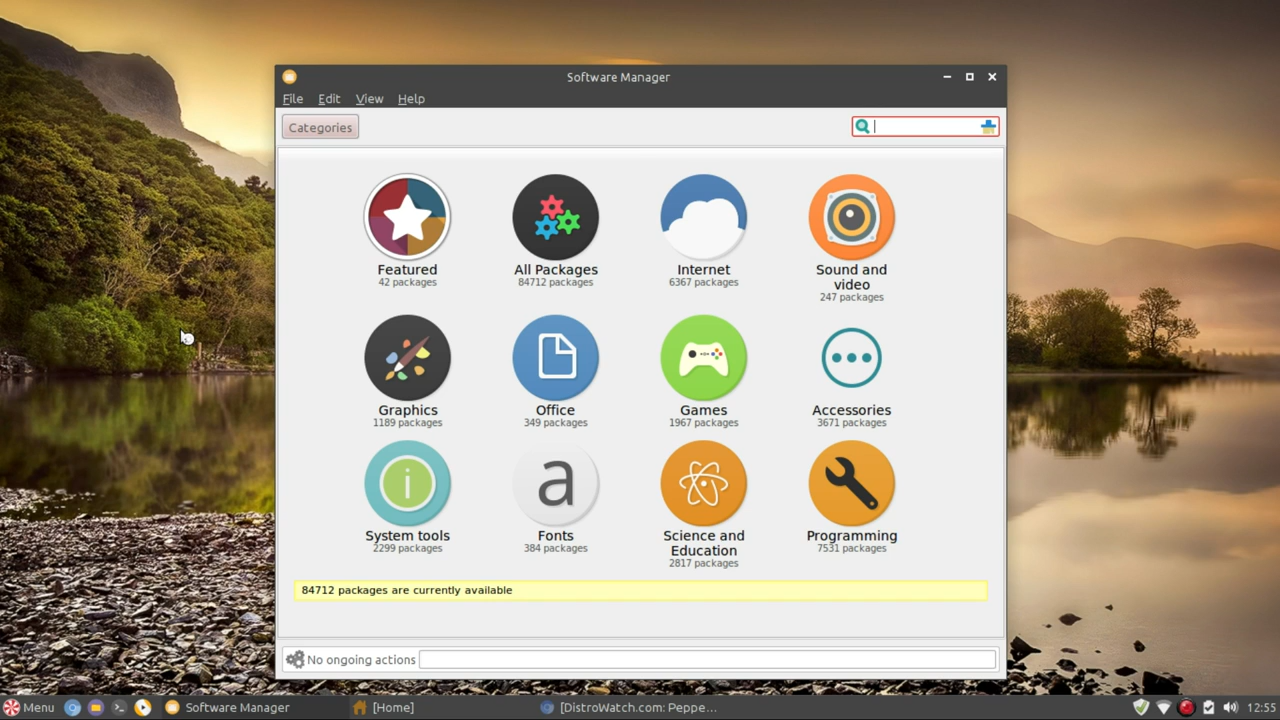 Software Manager
File Edit View Help
Categories
Featured
42 packages
All Packages
84712 packages
Internet
6367 packages
Sound and
video
247 packages
Graphics
1189 packages
Office
349 packages
Games
1967 packages
Accessories
3671 packages
System tools
2299 packages
a
Fonts
384 packages
Science and
Education
2817 packages
Programming
7531 packages
84712 packages are currently available
No ongoing actions
Menu Software Manager [Home] [DistroWatch.com: Peppe... 12:55